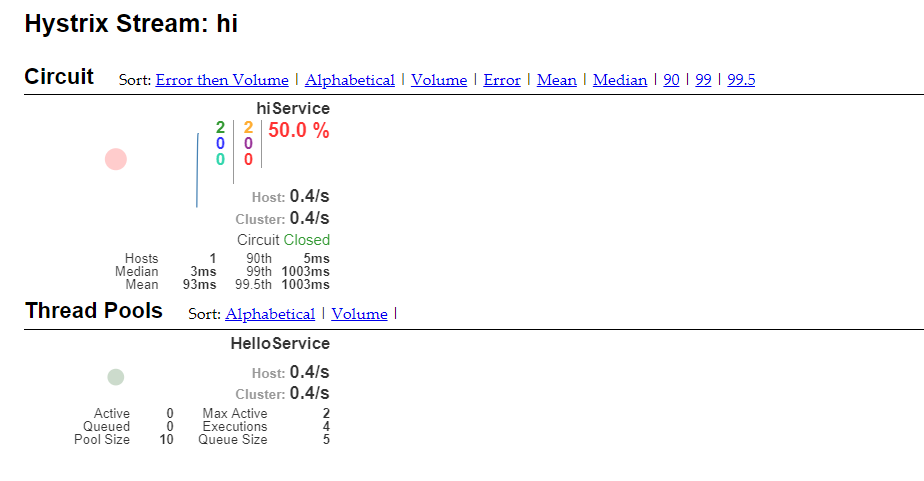 Hystrix Stream: hi
Circuit Sort: Error then Volume | Alphabetical | Volume | Error | Mean | Median | 90 | 99 | 99.5
hiService
2 2 50.0 %
0 0
0 0
Host: 0.4/s
Cluster: 0.4/s
Circuit Closed
Hosts 1 90th 5ms
Median 3ms 99th 1003ms
Mean 93ms 99.5th 1003ms
Thread Pools Sort: Alphabetical | Volume |
HelloService
Host: 0.4/s
Cluster: 0.4/s
Active 0 Max Active 2
Queued 0 Executions 4
Pool Size 10 Queue Size 5